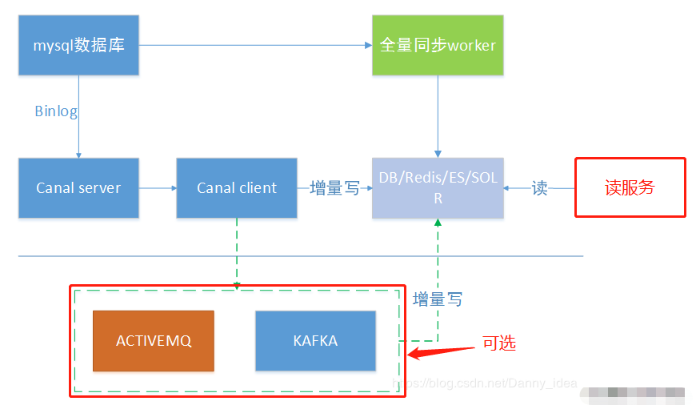 mysql数据库
全量同步worker
Binlog
Canal server
Canal client
增量写
DB/Redis/ES/SOL
R
读
读服务
增量写
ACTIVEMQ
KAFKA
可选
https://blog.csdn.net/Danny_idea